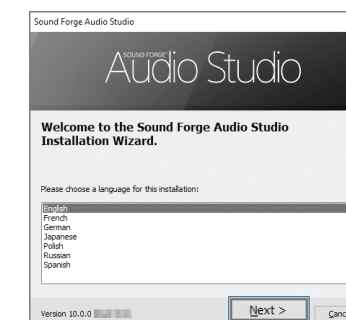 Sound Forge Audio Studio
SOUND FORGE®
Audio Studio
Welcome to the Sound Forge Audio Studio
Installation Wizard.
Please choose a language for this installation:
English
French
German
Japanese
Polish
Russian
Spanish
Version 10.0.0
Next >
Canc